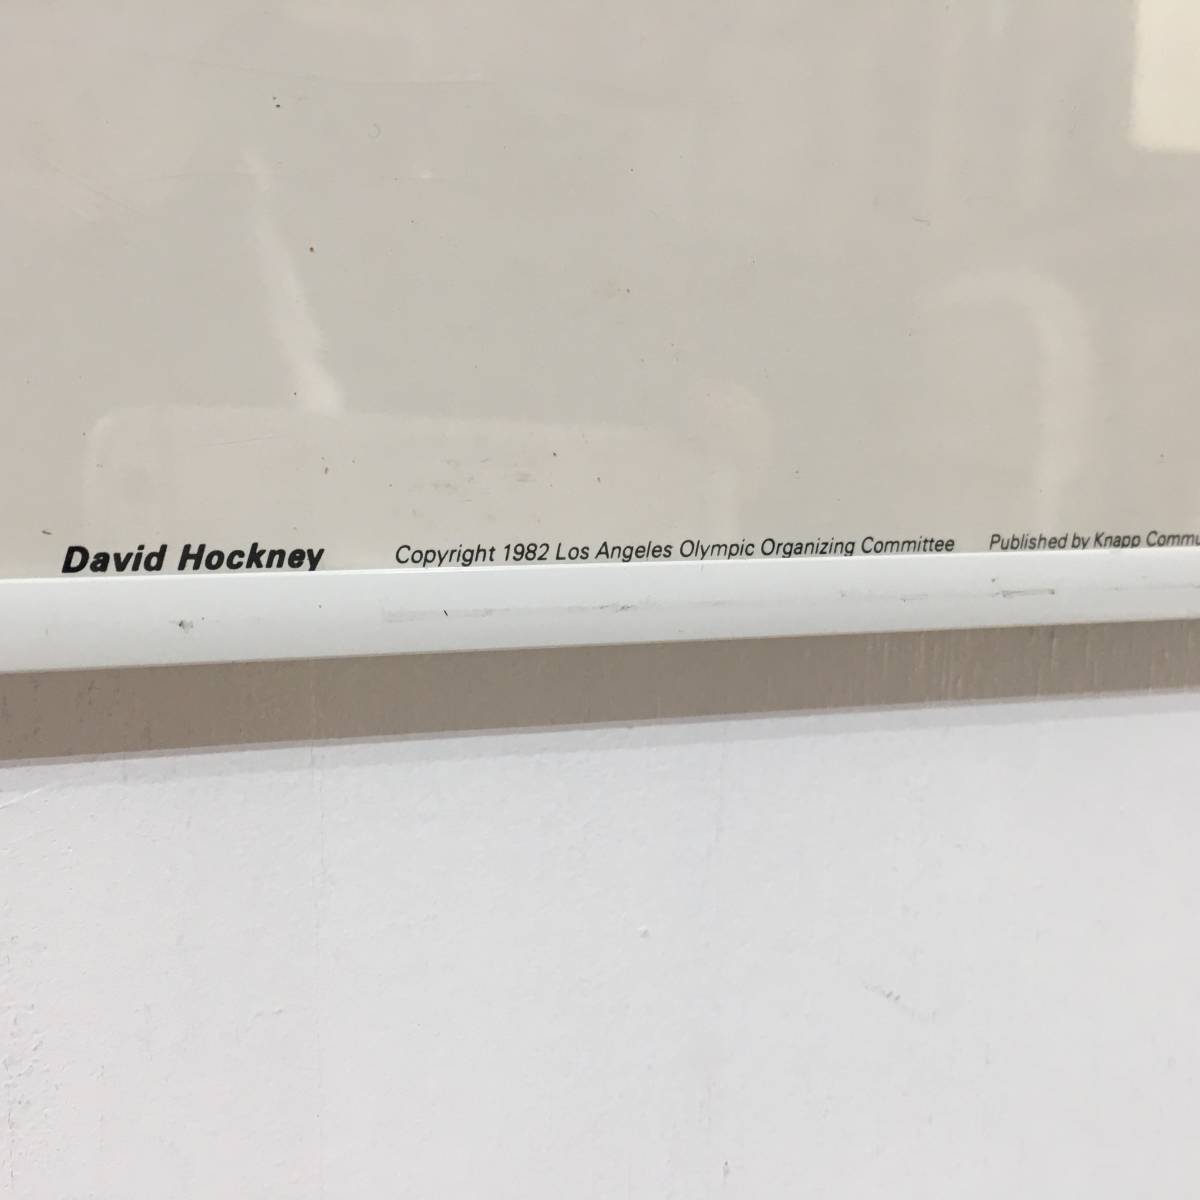 David Hockney Copyright 1982 Los Angeles Olympic Organizing Committee Published by Knapp